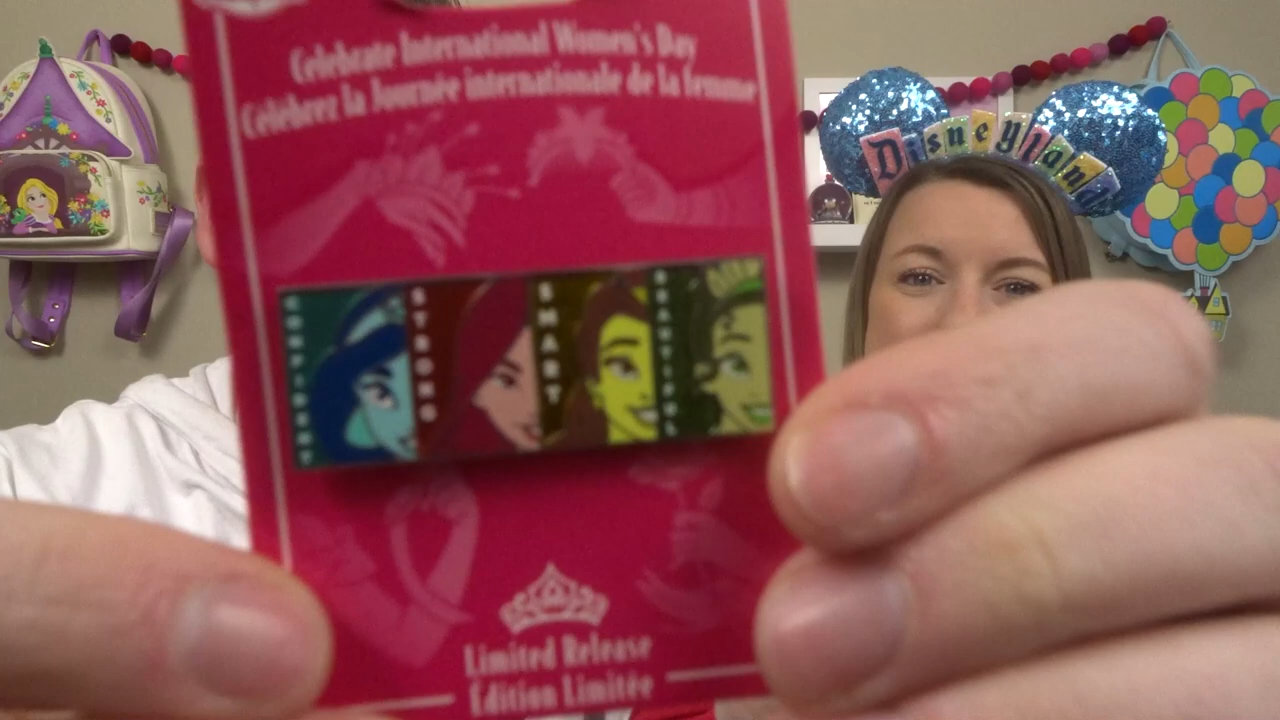 Celebrate International Women's Day
Célébrez la Journée internationale de la femme
Disneyland
CONFIDENT
STRONG
SMART
BEAUTIFUL
Limited Release
Édition Limitée